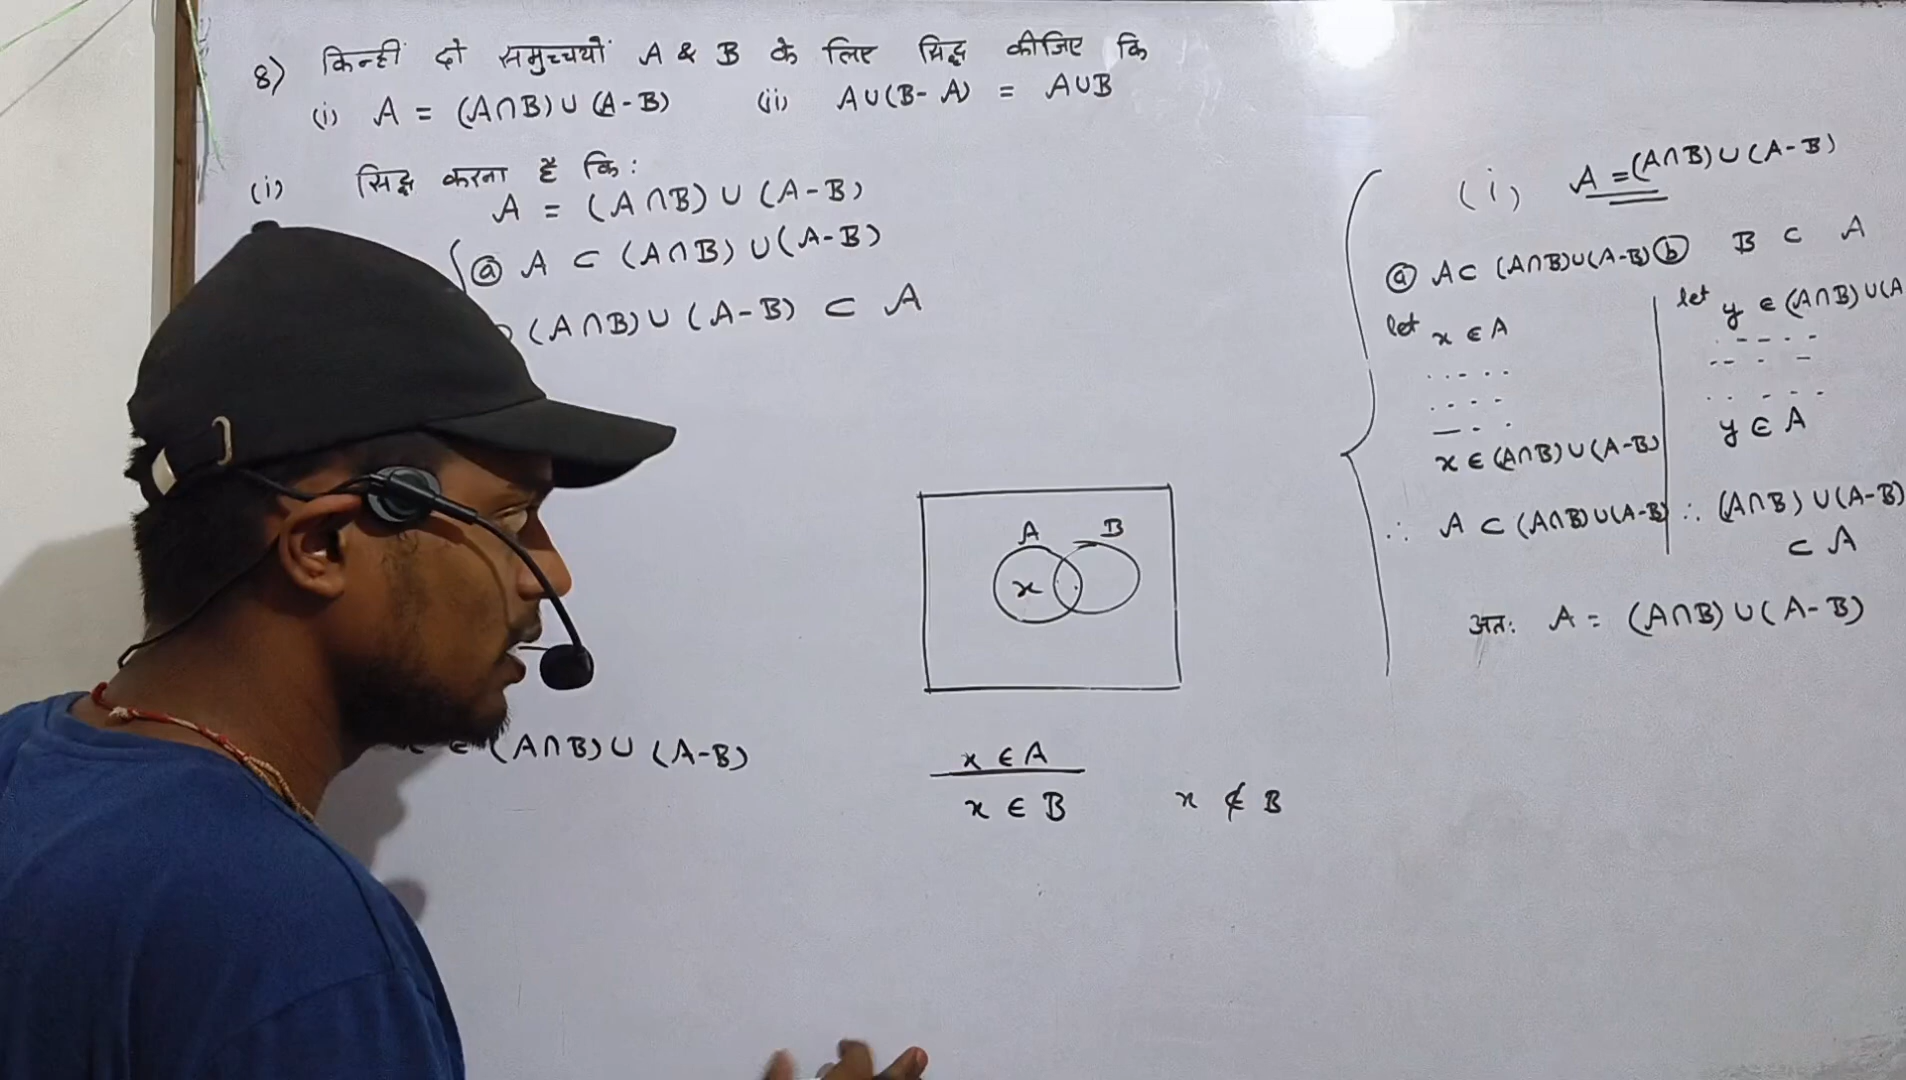 8) किन्हीं दो समुच्चयों A & B के लिए सिद्ध कीजिए कि
(i) A = (A∩B) ∪ (A-B) (ii) A∪(B-A) = A∪B
(i) सिद्ध करना है कि:
A = (A∩B) ∪ (A-B)
ⓐ A ⊂ (A∩B) ∪ (A-B)
(A∩B) ∪ (A-B) ⊂ A
∈ (A∩B) ∪ (A-B)
A B
x
x ∈ A
x ∈ B x ∉ B
(i) A = (A∩B) ∪ (A-B)
ⓐ A ⊂ (A∩B)∪(A-B) ⓑ B ⊂ A
let x ∈ A
x ∈ (A∩B) ∪ (A-B)
∴ A ⊂ (A∩B)∪(A-B)
let y ∈ (A∩B) ∪(A
y ∈ A
∴ (A∩B) ∪(A-B)
⊂ A
अत: A = (A∩B) ∪ (A-B)